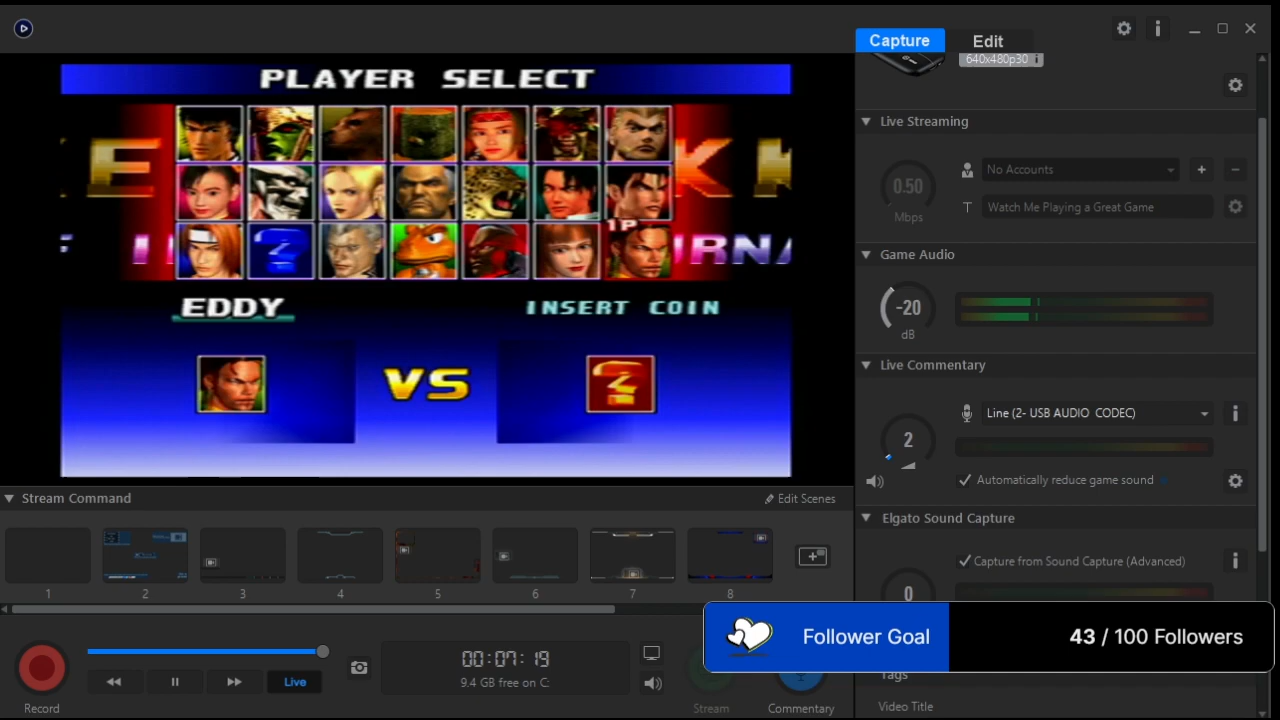 Capture
Edit
640x480p30
PLAYER SELECT
E
K K
1P
URNA
EDDY
INSERT COIN
VS
?
Live Streaming
0.50
Mbps
No Accounts
T
Watch Me Playing a Great Game
Game Audio
-20
dB
Live Commentary
2
Line (2- USB AUDIO CODEC)
Automatically reduce game sound
Elgato Sound Capture
Capture from Sound Capture (Advanced)
0
Stream Command
Edit Scenes
1
2
3
4
5
6
7
8
Follower Goal
43 / 100 Followers
00:07:19
9.4 GB free on C:
Live
Record
Stream
Commentary
Tags
Video Title